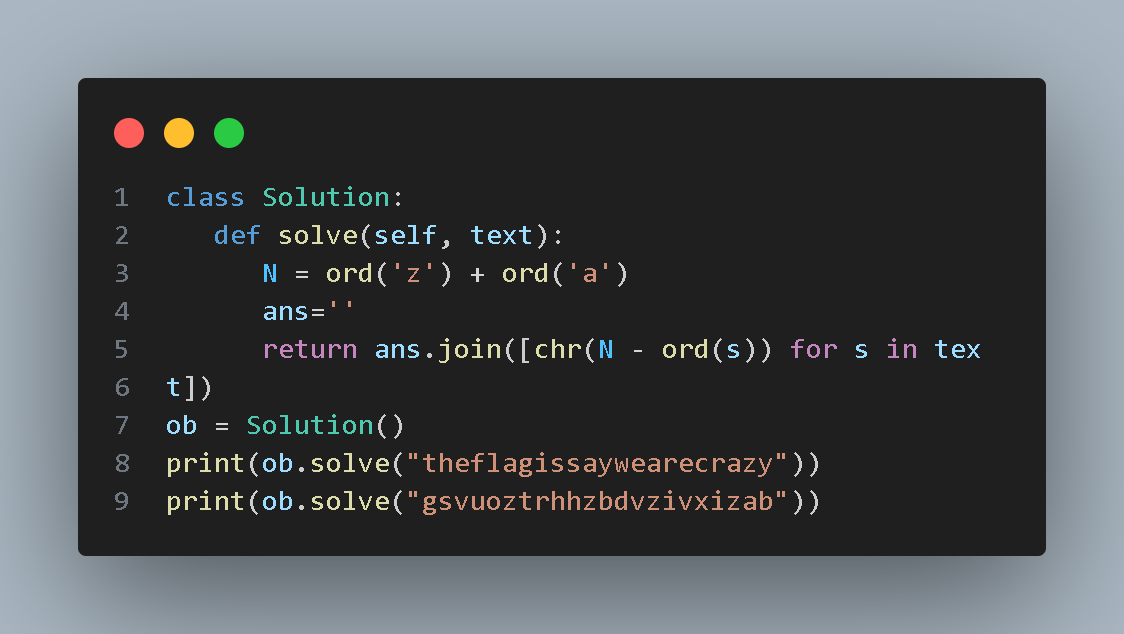 1 class Solution:
2    def solve(self, text):
3       N = ord('z') + ord('a')
4       ans=''
5       return ans.join([chr(N - ord(s)) for s in tex
6 t])
7 ob = Solution()
8 print(ob.solve("theflagissaywearecrazy"))
9 print(ob.solve("gsvuoztrhhzbdvzivxizab"))